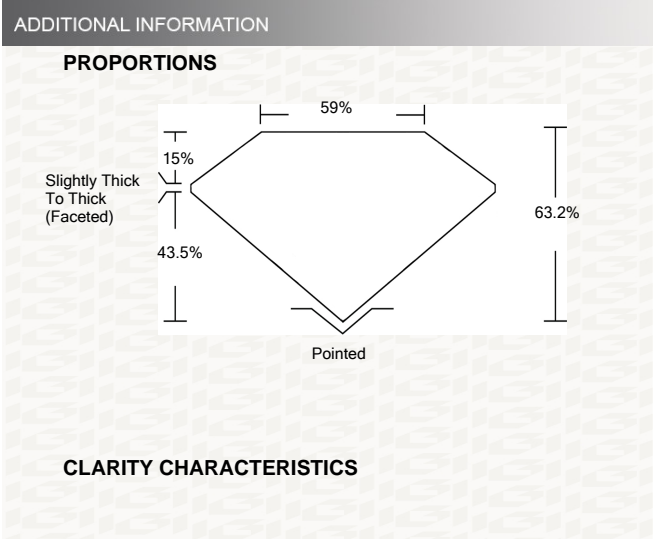 ADDITIONAL INFORMATION
PROPORTIONS
59%
15%
Slightly Thick
To Thick
(Faceted)
63.2%
43.5%
Pointed
CLARITY CHARACTERISTICS